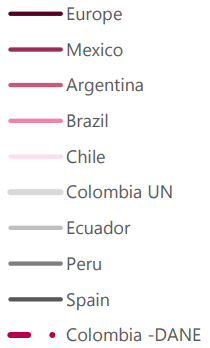 Europe
Mexico
Argentina
Brazil
Chile
Colombia UN
Ecuador
Peru
Spain
Colombia -DANE